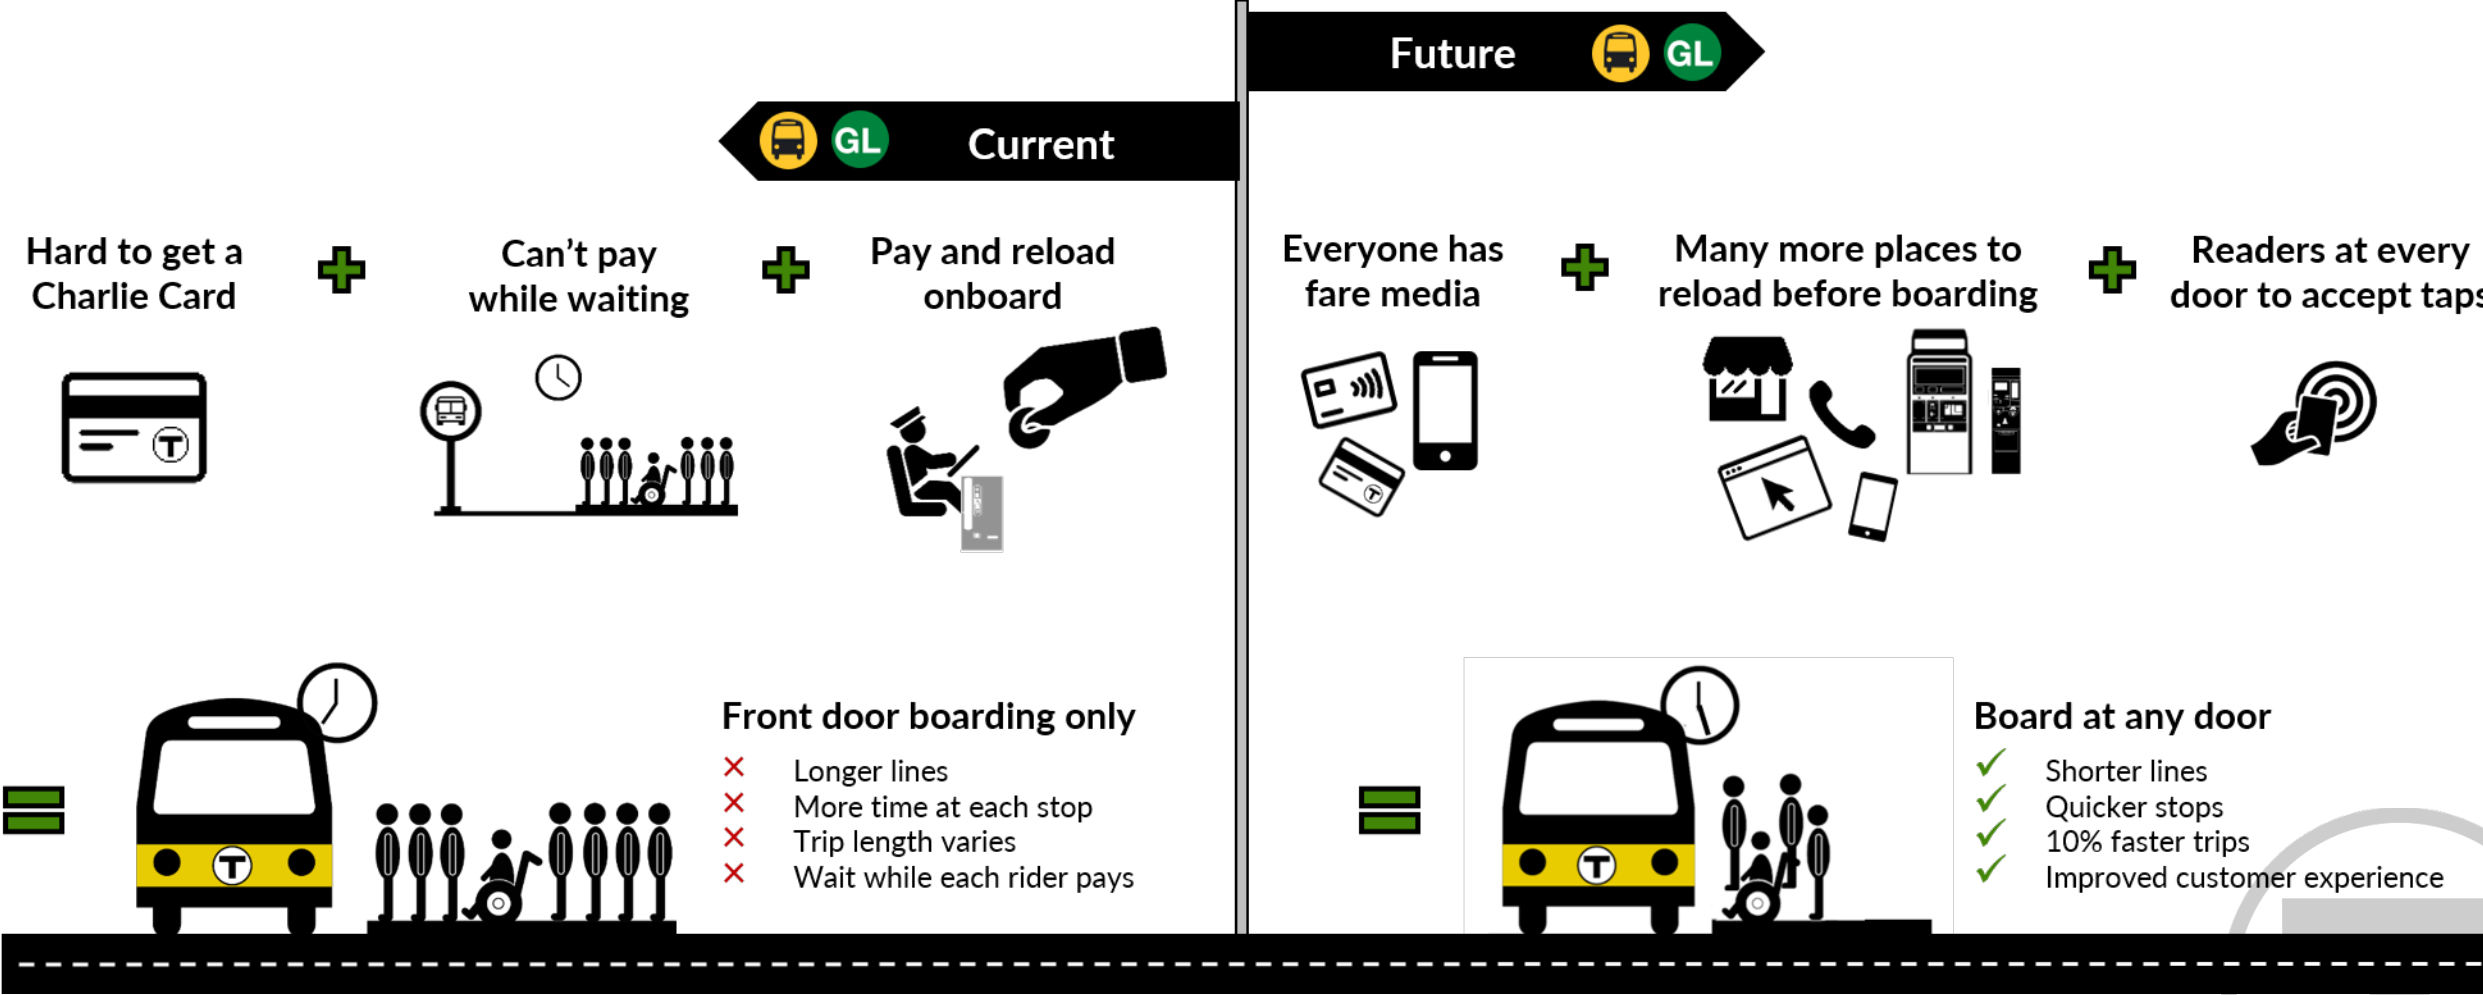 Future
GL
GL
Current
Hard to get a
Charlie Card
Can't pay
while waiting
Pay and reload
onboard
Everyone has
fare media
Many more places to
reload before boarding
Readers at every
door to accept taps
T
T
Front door boarding only
Longer lines
More time at each stop
Trip length varies
Wait while each rider pays
T
Board at any door
Shorter lines
Quicker stops
10% faster trips
Improved customer experience
T
T